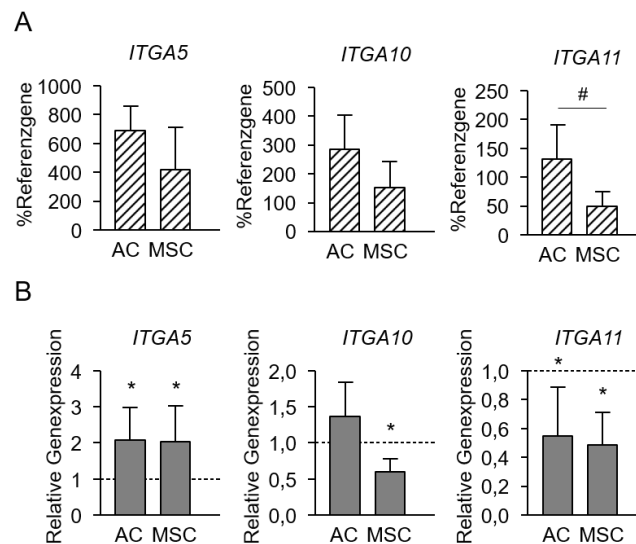 A
ITGA5
ITGA10
ITGA11
%Referenzgene
1000
800
600
400
200
0
AC MSC
%Referenzgene
500
400
300
200
100
0
AC MSC
%Referenzgene
250
200
150
100
50
0
#
AC MSC
B
ITGA5
ITGA10
ITGA11
Relative Genexpression
4
3
2
1
0
* *
AC MSC
Relative Genexpression
2,0
1,5
1,0
0,5
0,0
*
AC MSC
Relative Genexpression
1,0
0,8
0,6
0,4
0,2
0,0
*
*
AC MSC